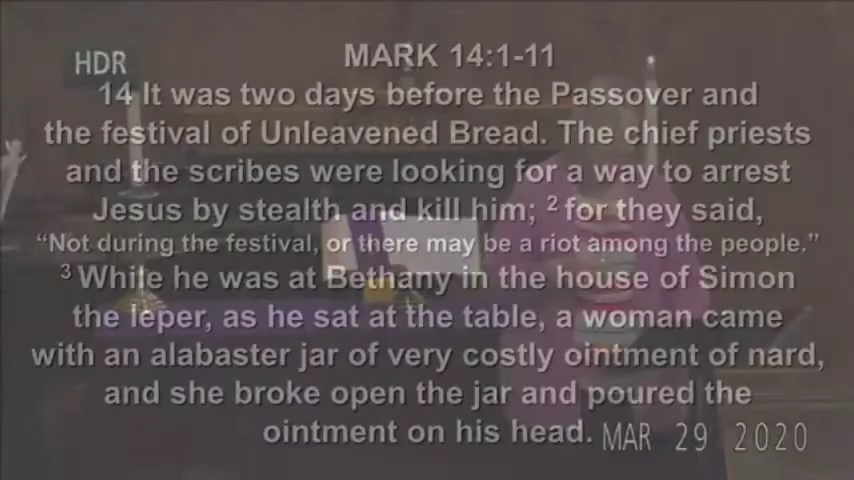 HDR
MARK 14:1-11
14 It was two days before the Passover and
the festival of Unleavened Bread. The chief priests
and the scribes were looking for a way to arrest
Jesus by stealth and kill him; 2 for they said,
“Not during the festival, or there may be a riot among the people.”
3 While he was at Bethany in the house of Simon
the leper, as he sat at the table, a woman came
with an alabaster jar of very costly ointment of nard,
and she broke open the jar and poured the
ointment on his head.
MAR 29 2020